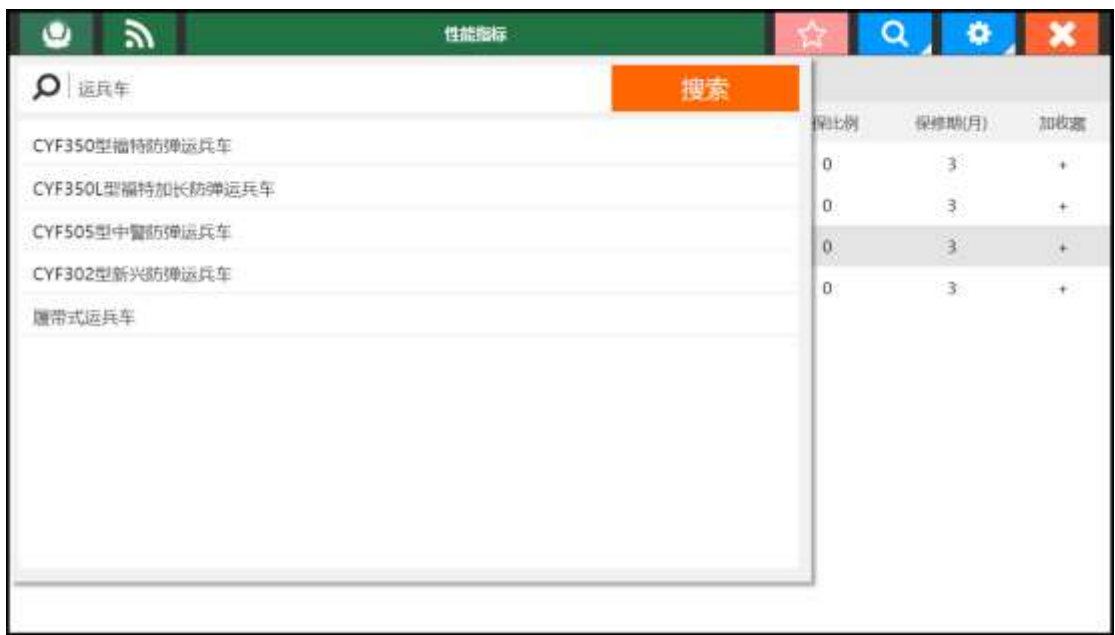 性能指标
运兵车
搜索
保比例 保修期(月)
CYF350型福特防弹运兵车
0 3 +
CYF350L型福特加长防弹运兵车
0 3 +
CYF505型中警防弹运兵车
0 3 +
CYF302型新兴防弹运兵车
0 3 +
履带式运兵车